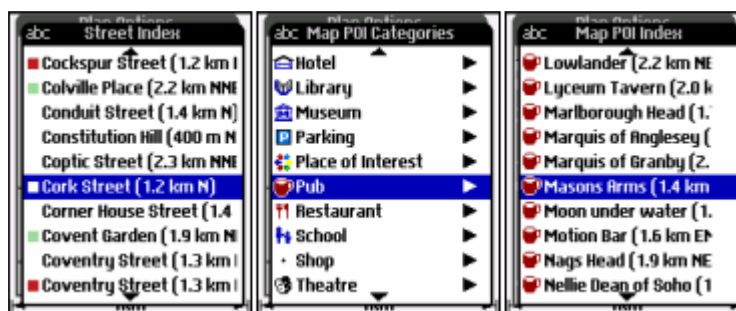 Plan Options
abc Street Index
Cockspur Street (1.2 km
Colville Place (2.2 km NNE
Conduit Street (1.4 km N)
Constitution Hill (400 m N
Coptic Street (2.3 km NNE
Cork Street (1.2 km N)
Corner House Street (1.4
Covent Garden (1.9 km
Coventry Street (1.3 km
Coventry Street (1.3 km
Plan Options
abc Map POI Categories
Hotel
Library
Museum
P Parking
Place of Interest
Pub
Restaurant
School
Shop
Theatre
Plan Options
abc Map POI Index
Lowlander (2.2 km NE
Lyceum Tavern (2.0
Marlborough Head (1.
Marquis of Anglesey (
Marquis of Granby (2.
Masons Arms (1.4 km
Moon under water (1.
Motion Bar (1.6 km
Nags Head (1.9 km NE
Nellie Dean of Soho (1